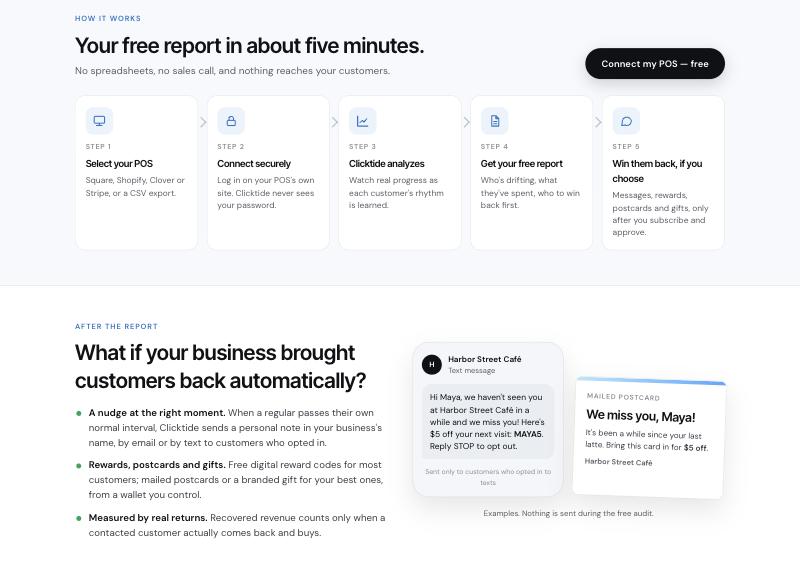 HOW IT WORKS
Your free report in about five minutes.
No spreadsheets, no sales call, and nothing reaches your customers.
Connect my POS — free
STEP 1
Select your POS
Square, Shopify, Clover or
Stripe, or a CSV export.
STEP 2
Connect securely
Log in on your POS's own
site. Clicktide never sees
your password.
STEP 3
Clicktide analyzes
Watch real progress as
each customer's rhythm
is learned.
STEP 4
Get your free report
Who's drifting, what
they've spent, who to win
back first.
STEP 5
Win them back, if you
choose
Messages, rewards,
postcards and gifts, only
after you subscribe and
approve.
AFTER THE REPORT
What if your business brought
customers back automatically?
A nudge at the right moment. When a regular passes their own
normal interval, Clicktide sends a personal note in your business's
name, by email or by text to customers who opted in.
Rewards, postcards and gifts. Free digital reward codes for most
customers; mailed postcards or a branded gift for your best ones,
from a wallet you control.
Measured by real returns. Recovered revenue counts only when a
contacted customer actually comes back and buys.
H
Harbor Street Café
Text message
Hi Maya, we haven't seen you
at Harbor Street Café in a
while and we miss you! Here's
$5 off your next visit: MAYA5.
Reply STOP to opt out.
Sent only to customers who opted in to
texts
MAILED POSTCARD
We miss you, Maya!
It's been a while since your last
latte. Bring this card in for $5 off.
Harbor Street Café
Examples. Nothing is sent during the free audit.